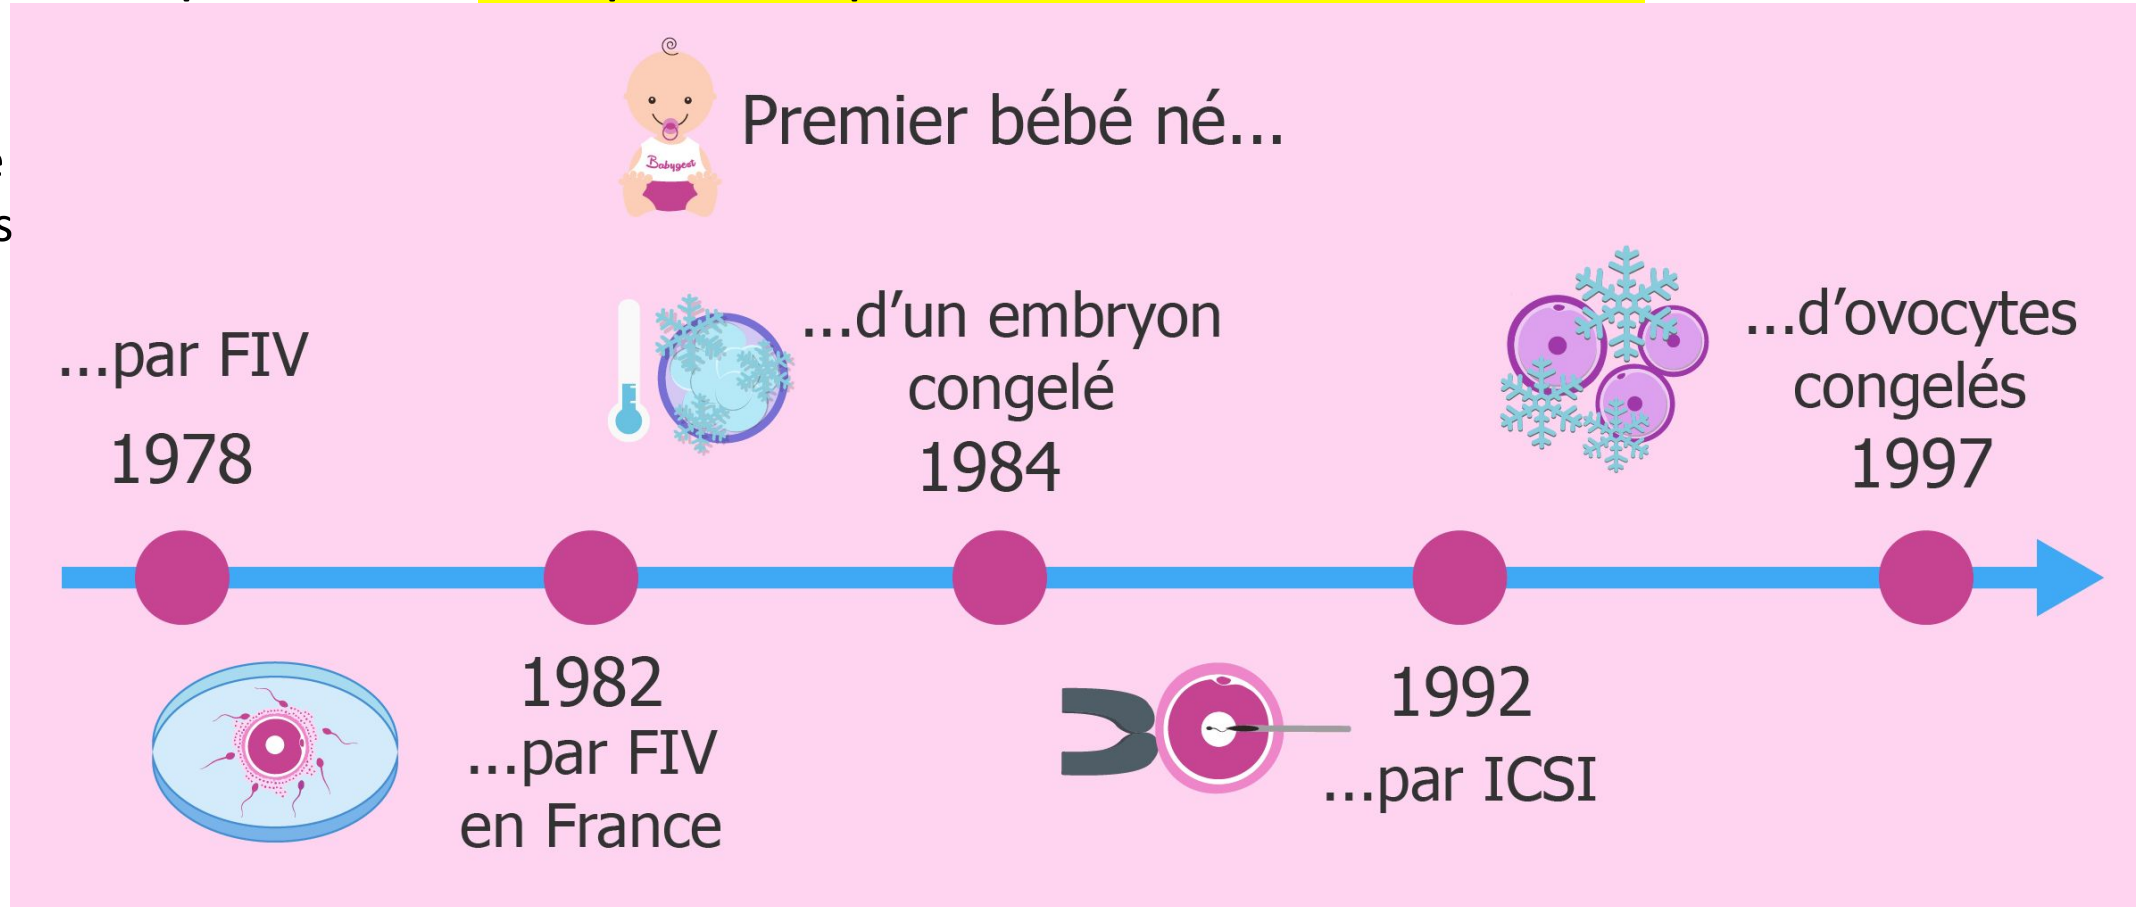 Premier bébé né...
Babygest
e
s
...par FIV
1978
...d’un embryon
congelé
1984
...d’ovocytes
congelés
1997
1982
...par FIV
en France
1992
...par ICSI